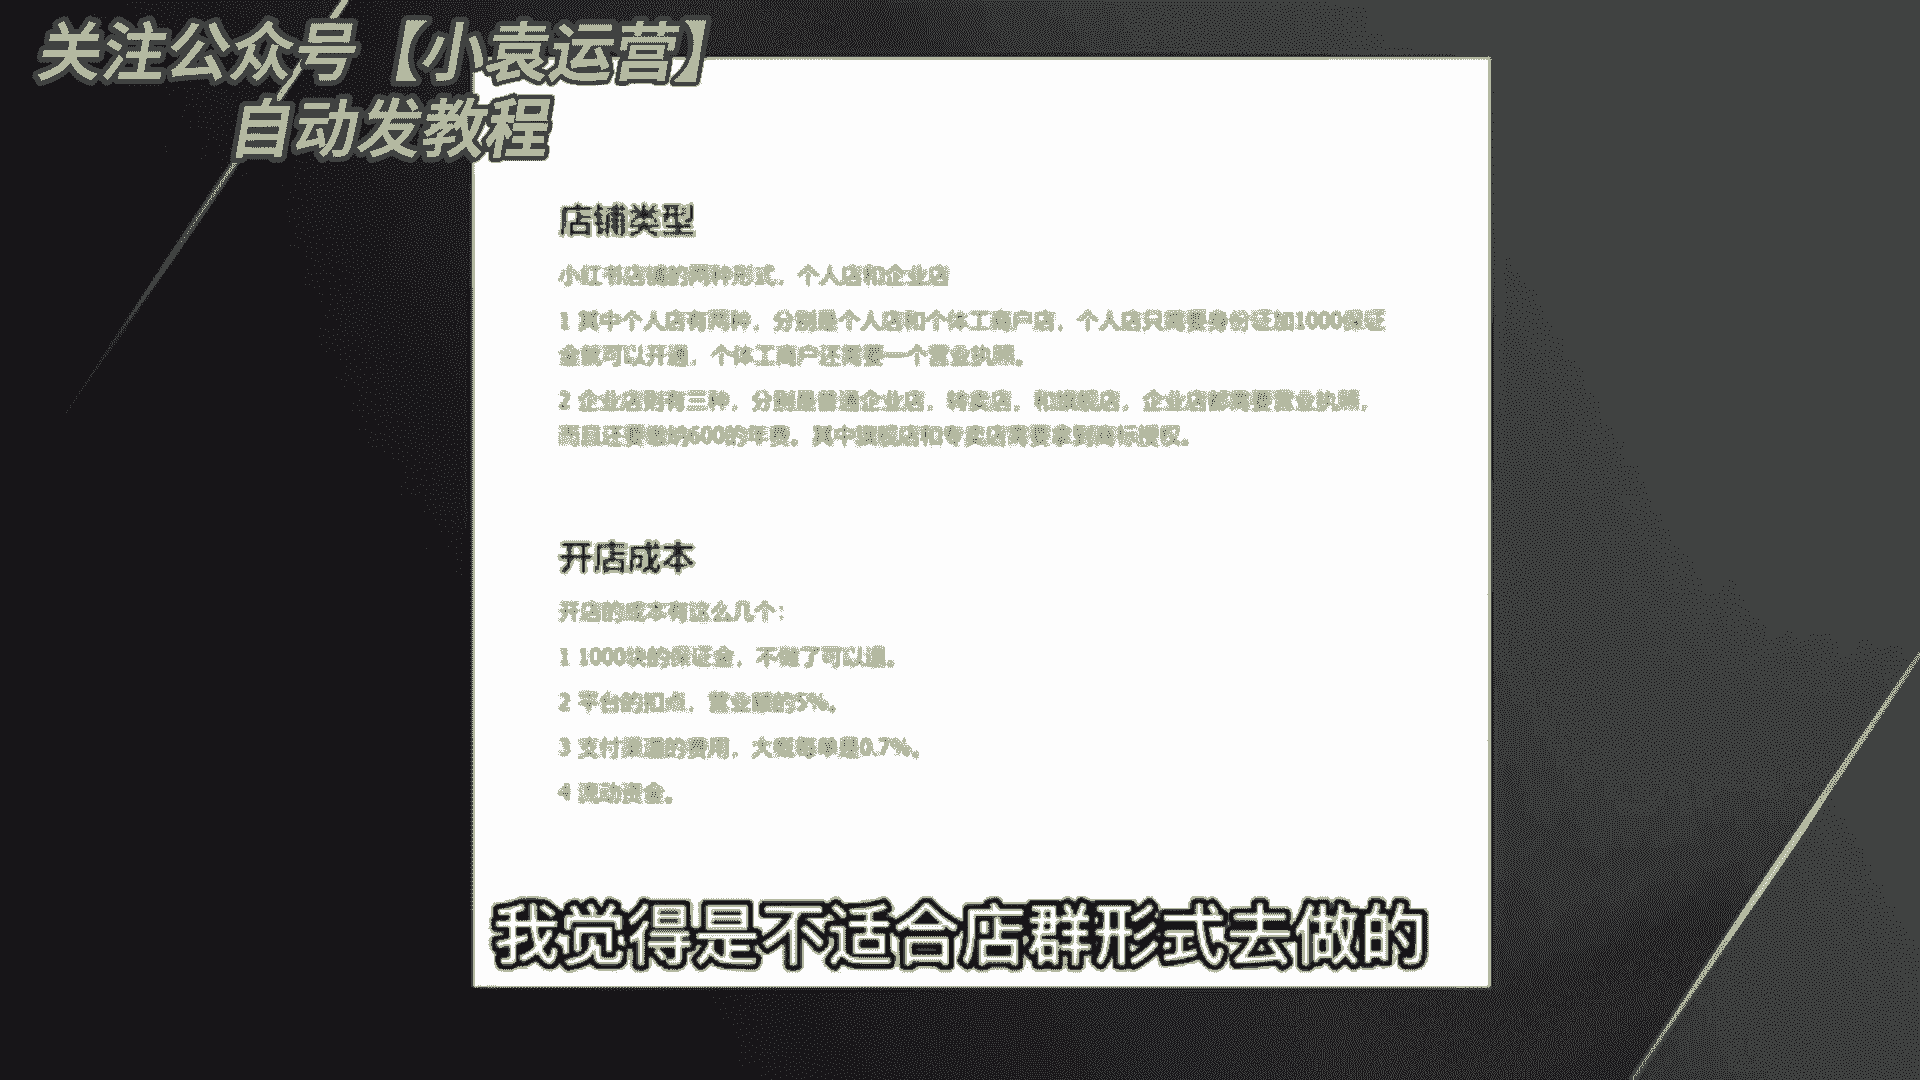 关注公众号【小袁运营】
自动发教程
店铺类型
小红书店铺的两种形式，个人店和企业店
1 其中个人店有两种，分别是个人店和个体工商户店，个人店只需要身份证加1000保证
金就可以开通，个体工商户还需要一个营业执照。
2 企业店则有三种，分别是普通企业店，转卖店，和旗舰店，企业店都需要营业执照，
而且还要缴纳600的年费。其中旗舰店和专卖店需要拿到商标授权。
开店成本
开店的成本有这么几个：
1 1000块的保证金，不做了可以退。
2 平台的扣点，营业额的5%。
3 支付渠道的费用，大概每单是0.7%。
4 流动资金。
我觉得是不适合店群形式去做的